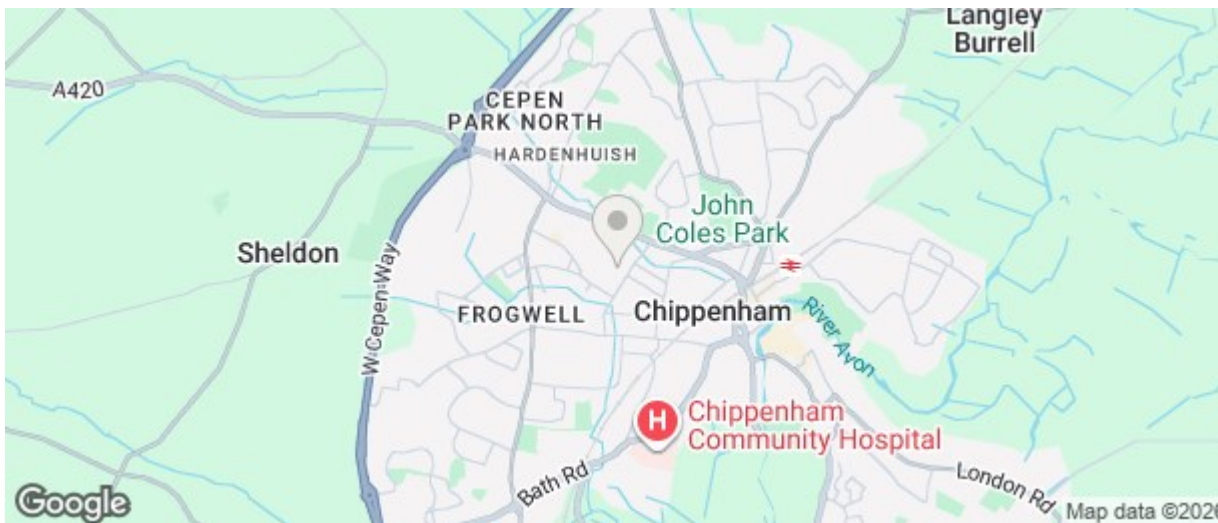 Langley
Burrell
A420
CEPEN
PARK NORTH
HARDENHUISH
John
Coles Park
Sheldon
W Cepen Way
FROGWELL
Chippenham
River Avon
H
Chippenham
Community Hospital
Bath Rd
London Rd
Google
Map data ©2026